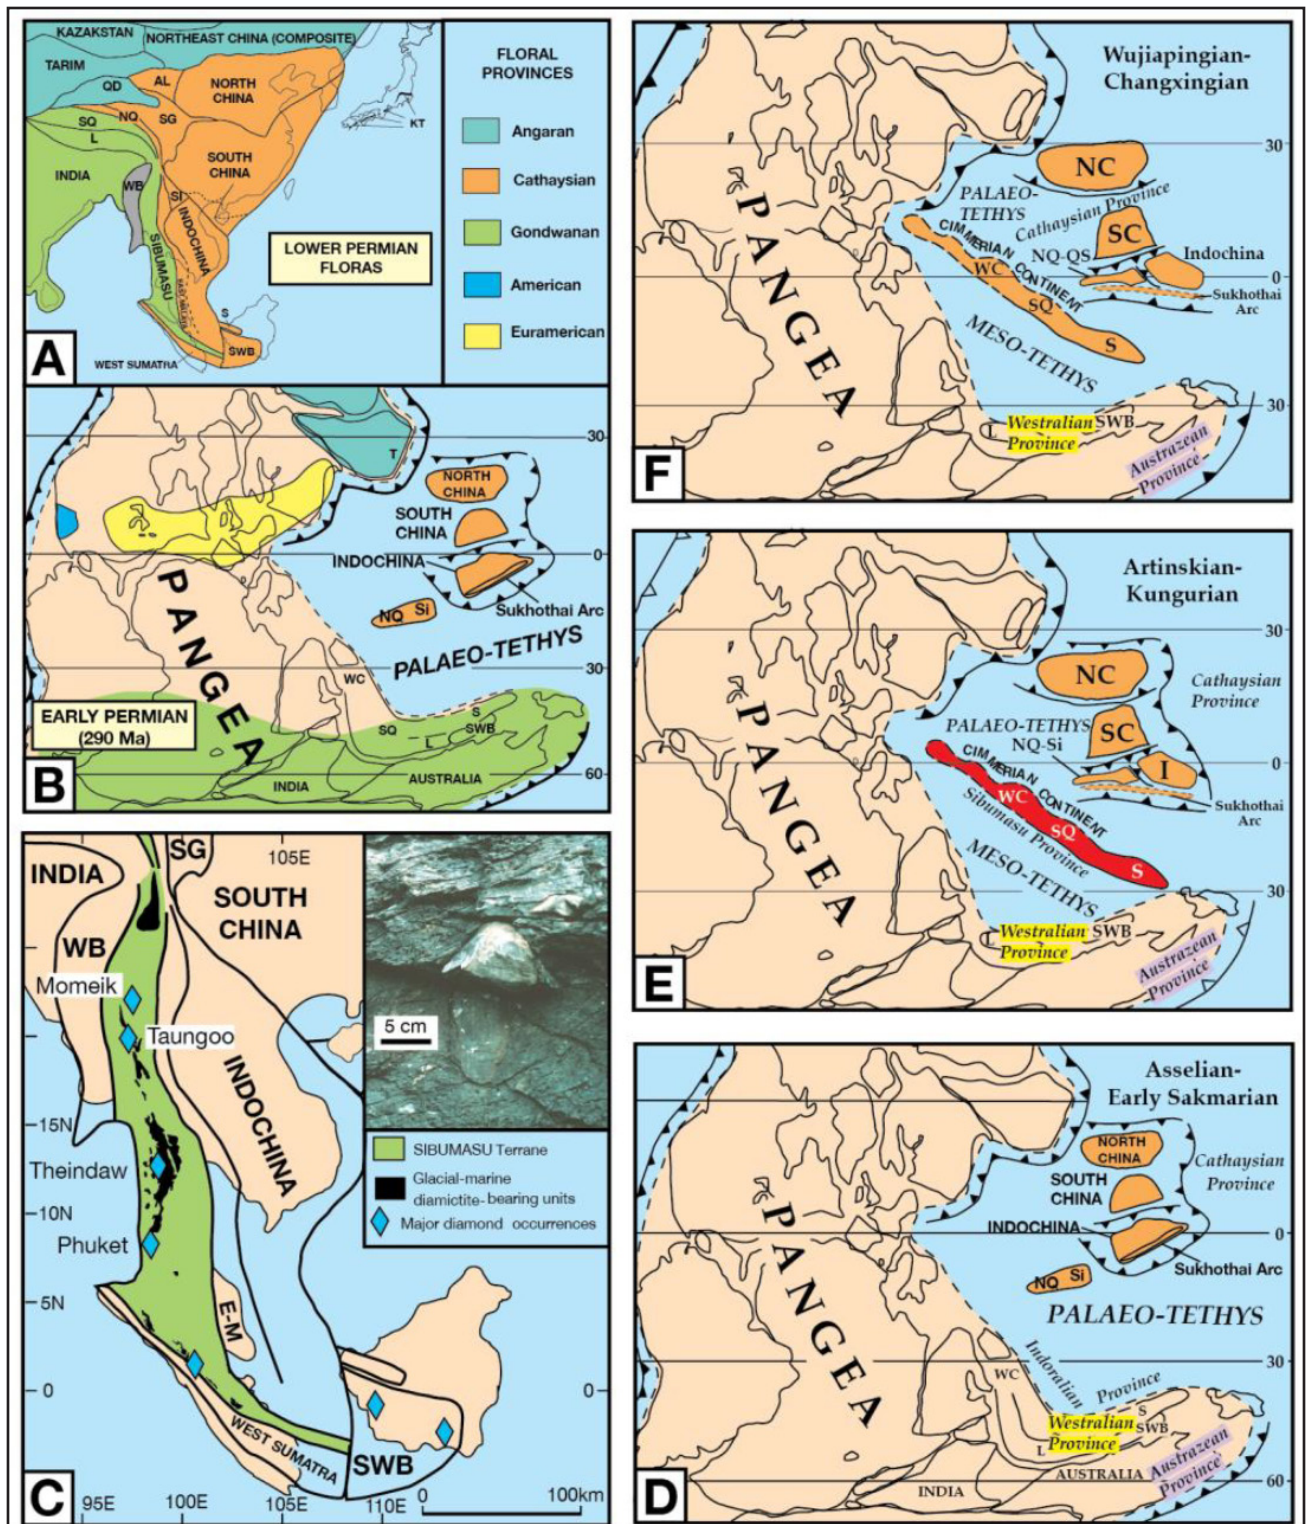 KAZAKSTAN
NORTHEAST CHINA (COMPOSITE)
TARIM
QD
AL
NORTH
CHINA
NQ
SG
SQ
L
INDIA
WB
SOUTH
CHINA
SI
INDOCHINA
SIBUMASU
EAST MALAYA
KT
LOWER PERMIAN
FLORAS
S
SWB
WEST SUMATRA
A
FLORAL
PROVINCES
Angaran
Cathaysian
Gondwanan
American
Euramerican
30
T
NORTH
CHINA
SOUTH
CHINA
0
INDOCHINA
Sukhothai Arc
NQ Si
PANGEA
PALAEO-TETHYS
30
WC
EARLY PERMIAN
(290 Ma)
S
SQ
SWB
L
INDIA
AUSTRALIA
60
B
SG
105E
INDIA
SOUTH
CHINA
WB
Momeik
Taungoo
5 cm
INDOCHINA
15N
Theindaw
10N
Phuket
SIBUMASU Terrane
Glacial-marine
diamictite-bearing units
Major diamond occurrences
5N
E-M
0
0
WEST SUMATRA
SWB
C
95E
100E
105E
110E
0
100km
Wujiapingian-
Changxingian
30
NC
PALAEO-
TETHYS
Cathaysian Province
SC
CIMMERIAN CONTINENT
NQ-QS
Indochina
WC
0
SQ
Sukhothai
Arc
S
PANGEA
MESO-TETHYS
30
L
Westralian
Province
SWB
Austrazean
Province
F
Artinskian-
Kungurian
30
NC
Cathaysian
Province
PALAEO-TETHYS
NQ-Si
SC
CIMMERIAN CONTINENT
I
0
WC
Sibumasu Province
SQ
Sukhothai
Arc
S
PANGEA
MESO-TETHYS
30
L
Westralian
Province
SWB
Austrazean
Province
E
Asselian-
Early Sakmarian
NORTH
CHINA
Cathaysian
Province
SOUTH
CHINA
INDOCHINA
0
Sukhothai Arc
NQ Si
PANGEA
PALAEO-TETHYS
30
Indoralian Province
WC
S
Westralian
Province
SWB
L
Austrazean
Province
AUSTRALIA
INDIA
60
D